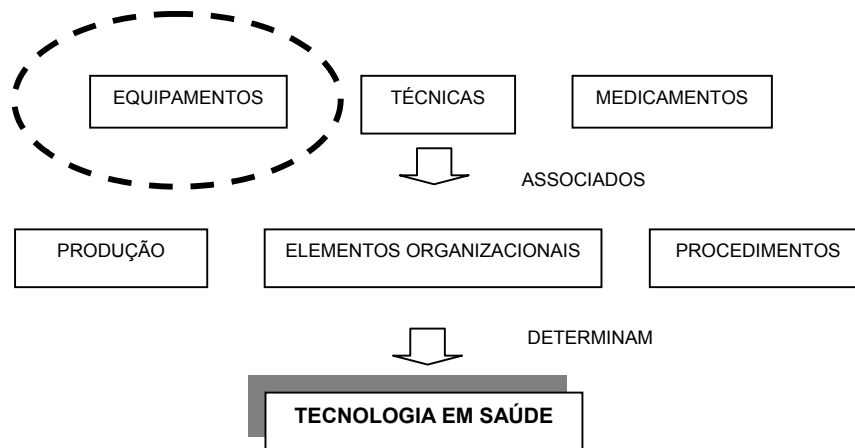 EQUIPAMENTOS
TÉCNICAS
MEDICAMENTOS
ASSOCIADOS
PRODUÇÃO
ELEMENTOS ORGANIZACIONAIS
PROCEDIMENTOS
DETERMINAM
TECNOLOGIA EM SAÚDE